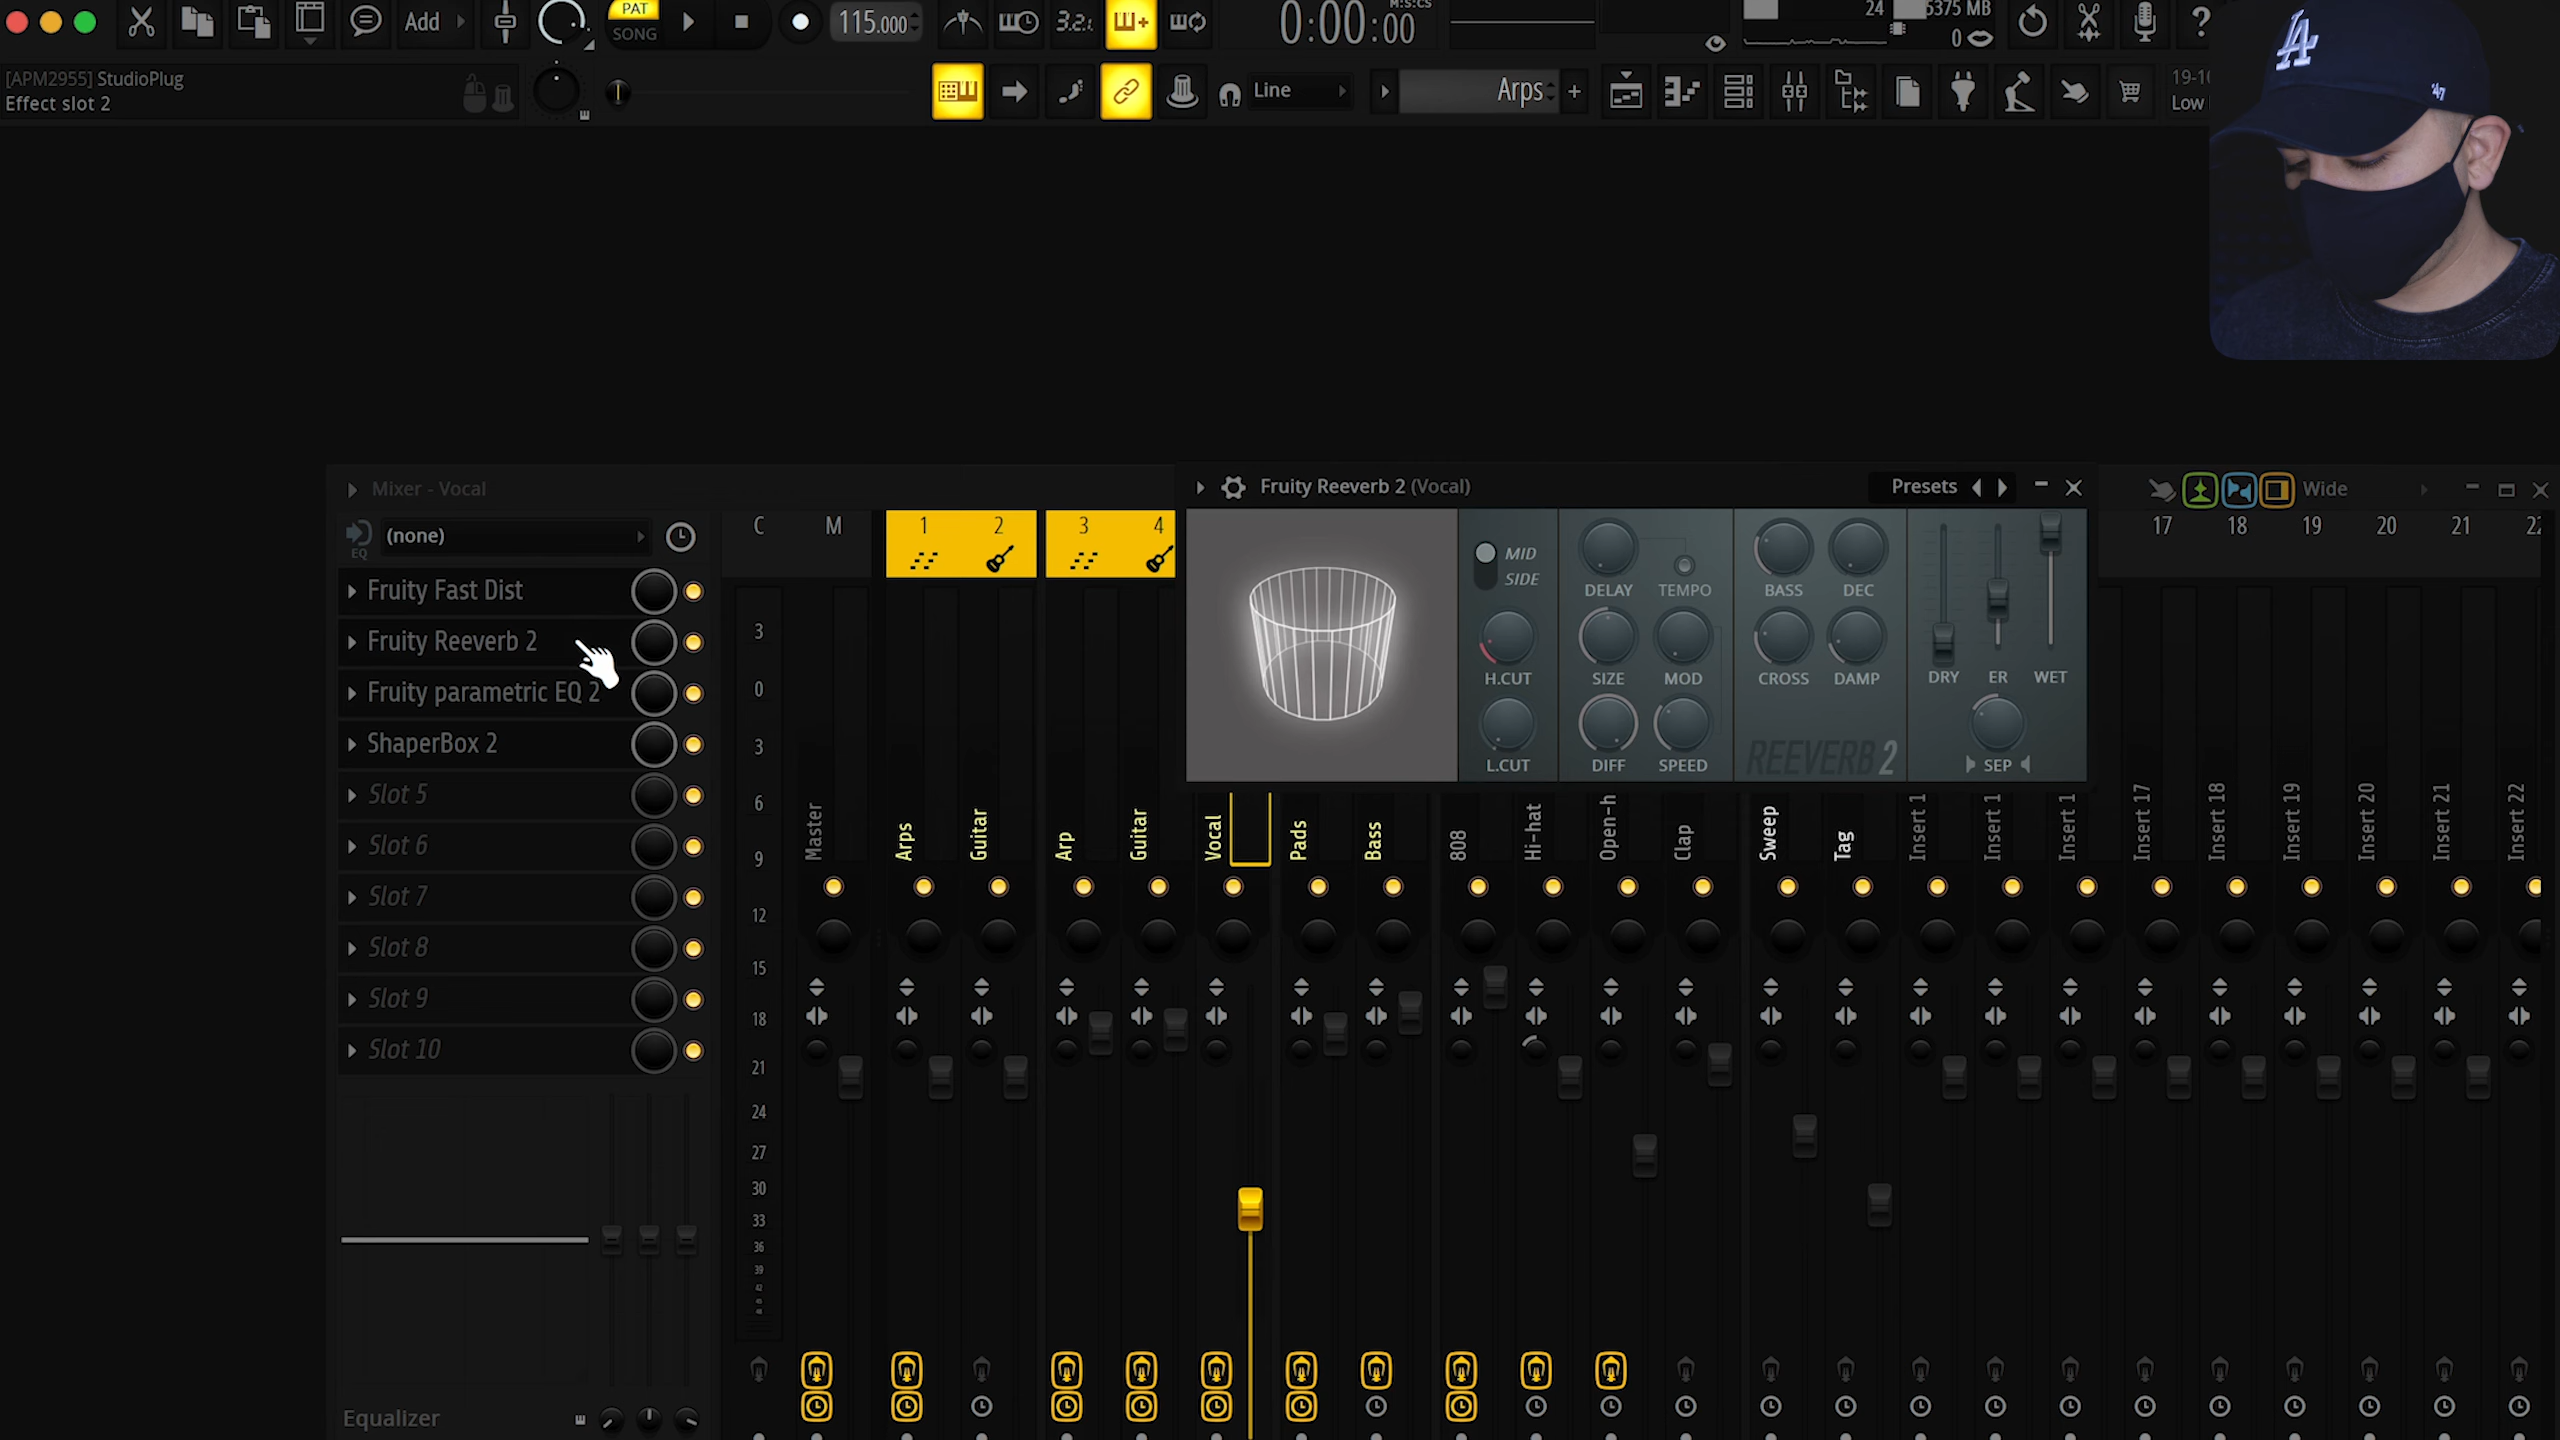 Add
PAT
SONG
115.000
3.2.
0:00:00
M:S:CS
24
5375 MB
0
?
[APM2955] StudioPlug
Effect slot 2
Line
Arps
+
Low
LA
'47
Mixer - Vocal
(none)
EQ
Fruity Fast Dist
Fruity Reeverb 2
Fruity parametric EQ 2
ShaperBox 2
Slot 5
Slot 6
Slot 7
Slot 8
Slot 9
Slot 10
Equalizer
C M 1 2 3 4
3
0
3
6
9
12
15
18
21
24
27
30
33
36
39
Fruity Reeverb 2 (Vocal)
Presets
MID
SIDE
H.CUT
L.CUT
DELAY TEMPO
SIZE MOD
DIFF SPEED
BASS DEC
CROSS DAMP
REEVERB 2
DRY ER WET
SEP
Wide
17 18 19 20 21 22
Master
Arps
Guitar
Arp
Guitar
Vocal
Pads
Bass
808
Hi-hat
Open-h
Clap
Sweep
Tag
Insert 1
Insert 1
Insert 1
Insert 17
Insert 18
Insert 19
Insert 20
Insert 21
Insert 22